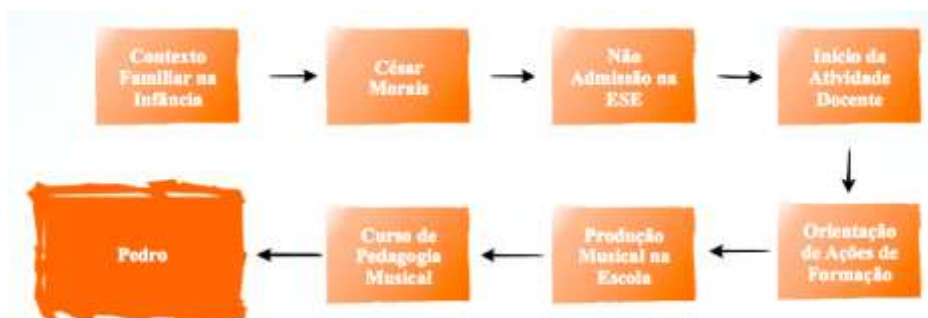 Contexto
Familiar na
Infância
César
Morais
Não
Admissão na
ESE
Início da
Atividade
Docente
Orientação
de Ações de
Formação
Produção
Musical na
Escola
Curso de
Pedagogia
Musical
Pedro